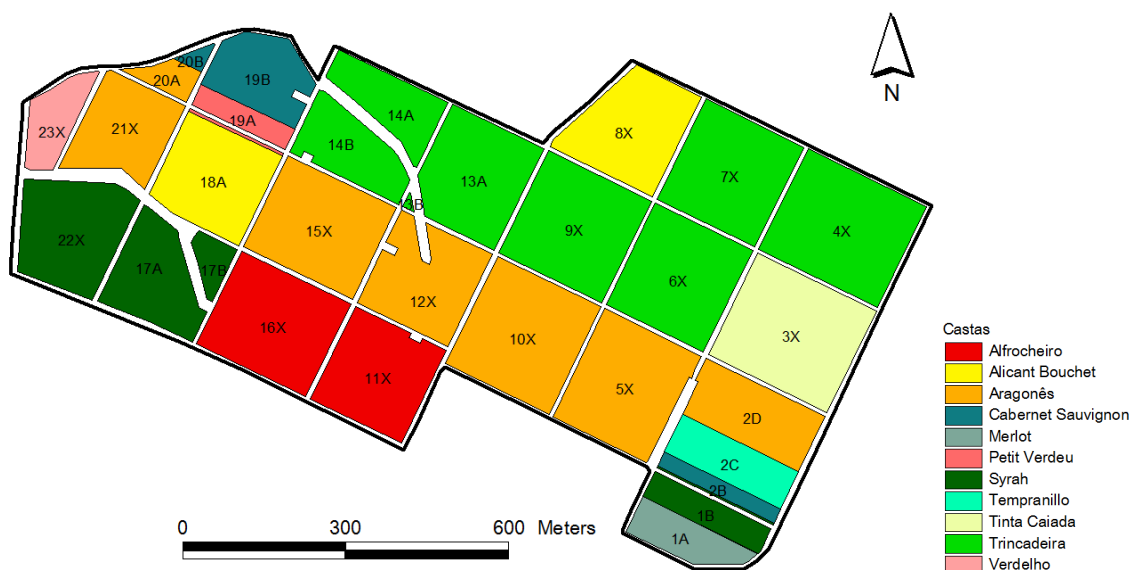 N
20B
20A
19B
19A
23X
21X
18A
14A
14B
13A
13B
8X
7X
4X
9X
6X
3X
22X
17A
17B
15X
12X
10X
16X
11X
5X
2D
2C
2B
1B
1A
0 300 600 Meters
Castas
Alfrocheiro
Alicant Bouchet
Aragonês
Cabernet Sauvignon
Merlot
Petit Verdeu
Syrah
Tempranillo
Tinta Caiada
Trincadeira
Verdelho